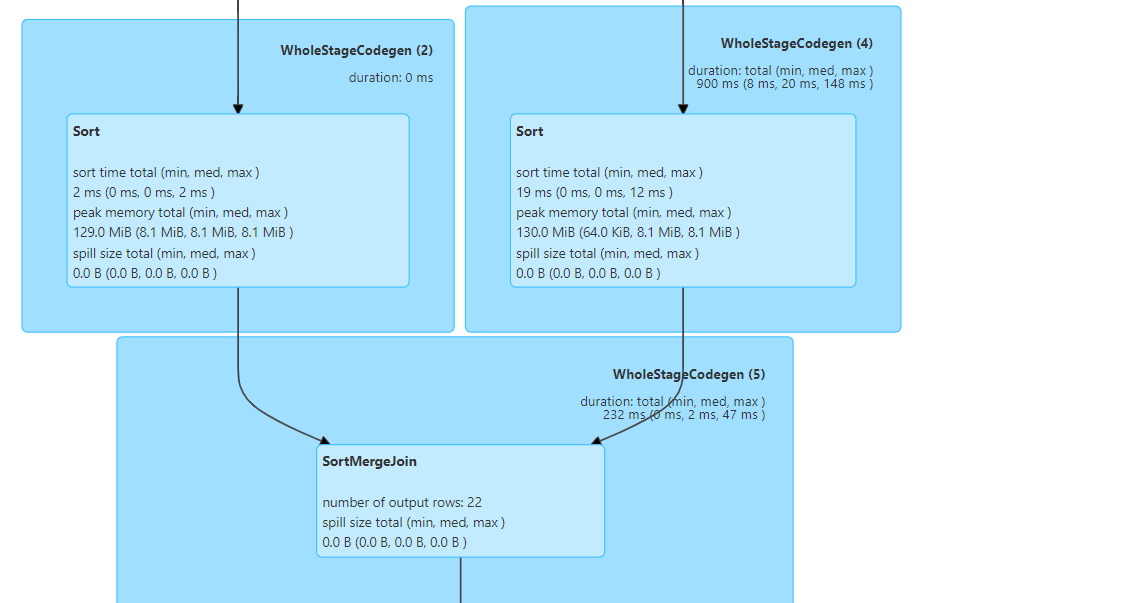 WholeStageCodegen (2)
duration: 0 ms
Sort
sort time total (min, med, max )
2 ms (0 ms, 0 ms, 2 ms )
peak memory total (min, med, max )
129.0 MiB (8.1 MiB, 8.1 MiB, 8.1 MiB )
spill size total (min, med, max )
0.0 B (0.0 B, 0.0 B, 0.0 B )
WholeStageCodegen (4)
duration: total (min, med, max )
900 ms (8 ms, 20 ms, 148 ms )
Sort
sort time total (min, med, max )
19 ms (0 ms, 0 ms, 12 ms )
peak memory total (min, med, max )
130.0 MiB (64.0 KiB, 8.1 MiB, 8.1 MiB )
spill size total (min, med, max )
0.0 B (0.0 B, 0.0 B, 0.0 B )
WholeStageCodegen (5)
duration: total (min, med, max )
232 ms (0 ms, 2 ms, 47 ms )
SortMergeJoin
number of output rows: 22
spill size total (min, med, max )
0.0 B (0.0 B, 0.0 B, 0.0 B )